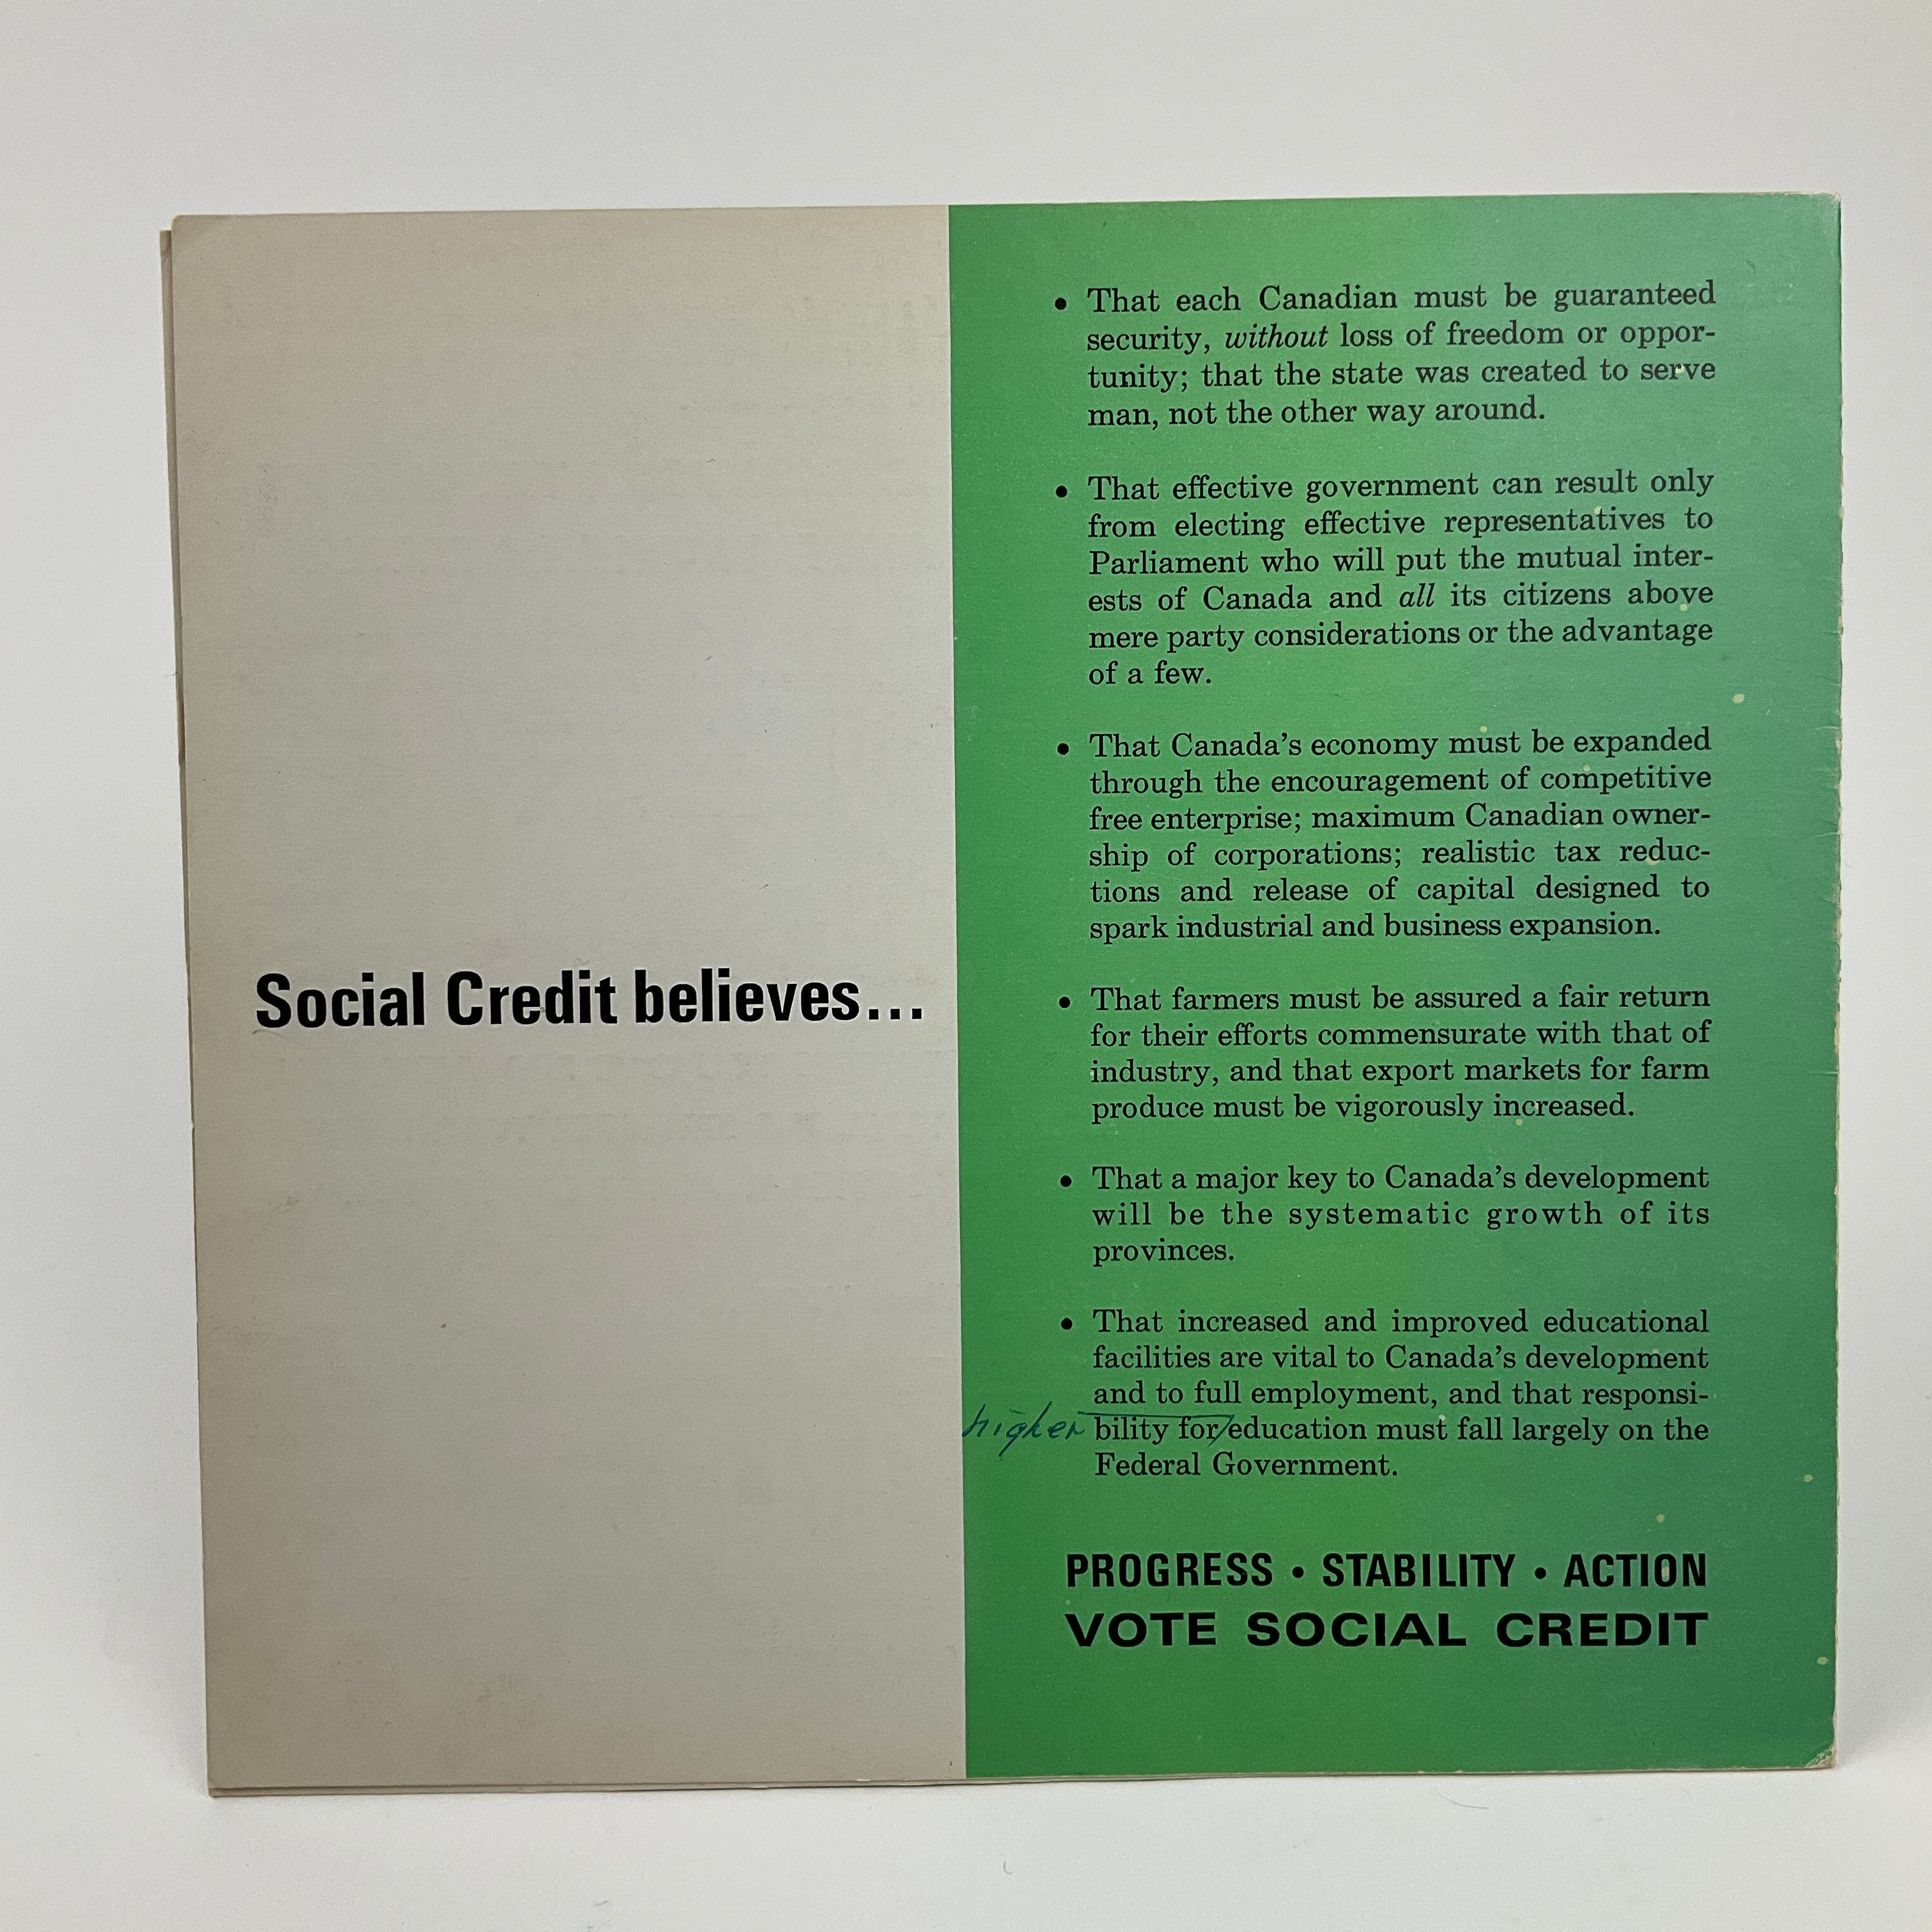 Social Credit believes...
• That each Canadian must be guaranteed
security, without loss of freedom or oppor-
tunity; that the state was created to serve
man, not the other way around.
• That effective government can result only
from electing effective representatives to
Parliament who will put the mutual inter-
ests of Canada and all its citizens above
mere party considerations or the advantage
of a few.
• That Canada's economy must be expanded
through the encouragement of competitive
free enterprise; maximum Canadian owner-
ship of corporations; realistic tax reduc-
tions and release of capital designed to
spark industrial and business expansion.
• That farmers must be assured a fair return
for their efforts commensurate with that of
industry, and that export markets for farm
produce must be vigorously increased.
• That a major key to Canada's development
will be the systematic growth of its
provinces.
• That increased and improved educational
facilities are vital to Canada's development
and to full employment, and that responsi-
higher
bility for/education must fall largely on the
Federal Government.
PROGRESS • STABILITY • ACTION
VOTE SOCIAL CREDIT